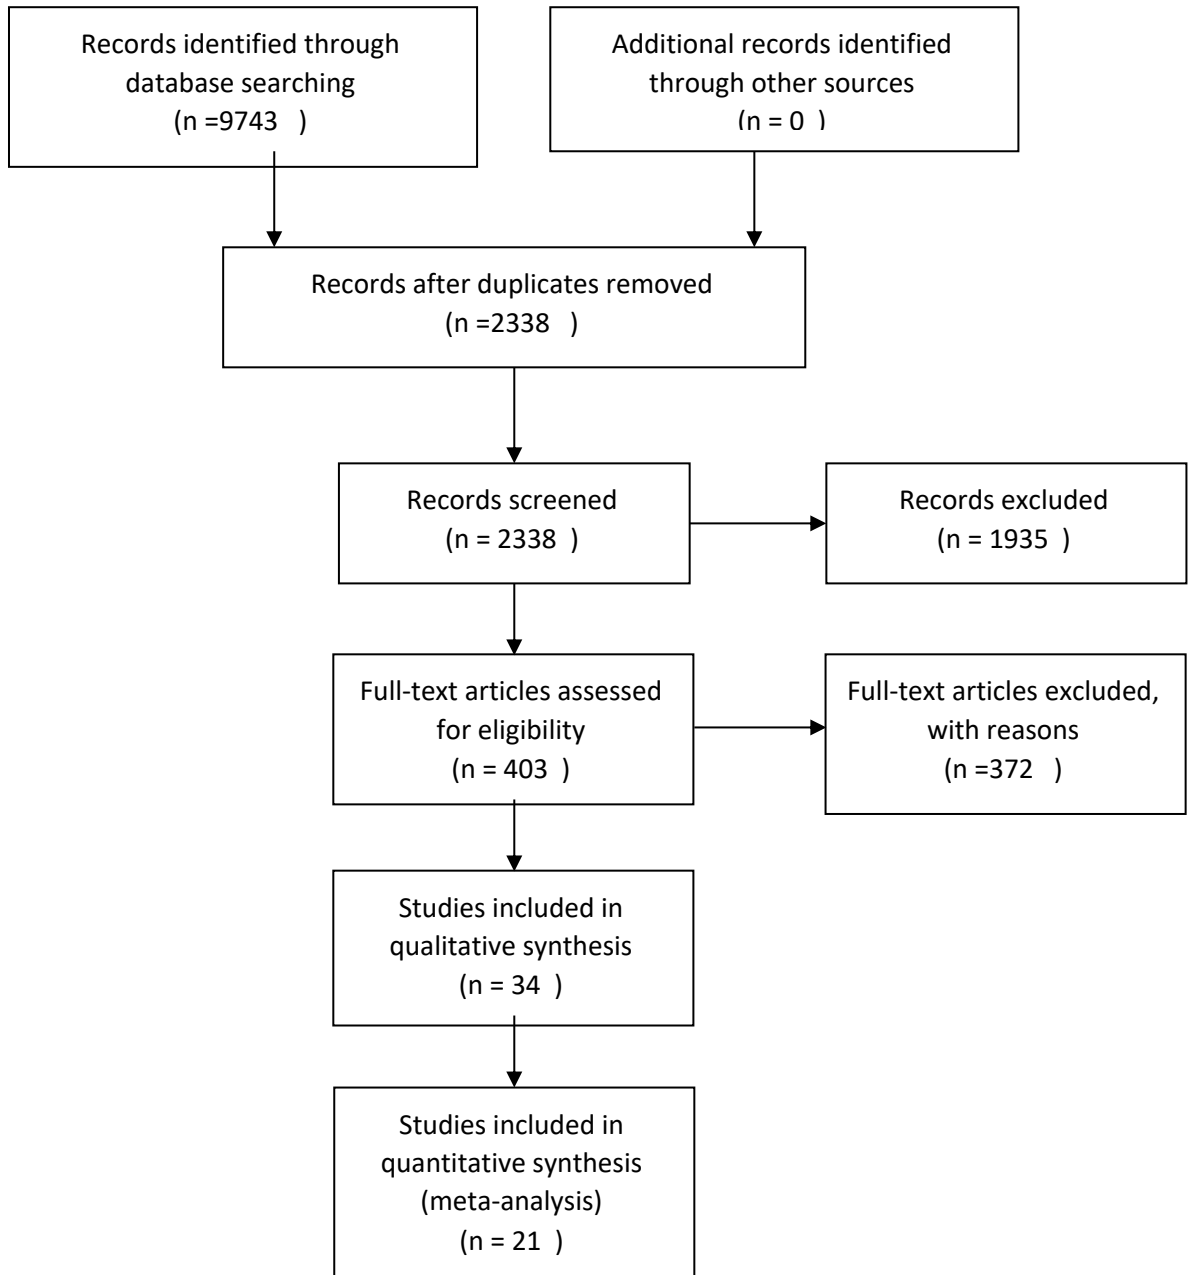 Records identified through
database searching
(n =9743   )
Additional records identified
through other sources
(n = 0  )
Records after duplicates removed
(n =2338   )
Records screened
(n = 2338  )
Records excluded
(n = 1935  )
Full-text articles assessed
for eligibility
(n = 403  )
Full-text articles excluded,
with reasons
(n =372   )
Studies included in
qualitative synthesis
(n = 34  )
Studies included in
quantitative synthesis
(meta-analysis)
(n = 21  )